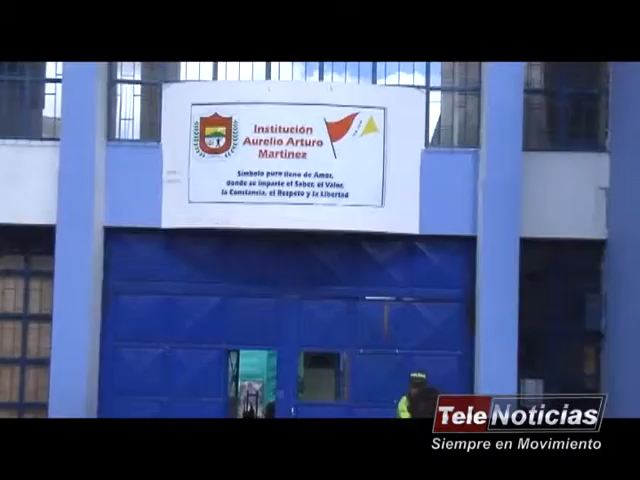 Institución
Aurelio Arturo
Martínez
Símbolo puro lleno de Amor,
donde se imparte el Saber, el Valor,
la Constancia, el Respeto y la Libertad
TeleNoticias
Siempre en Movimiento